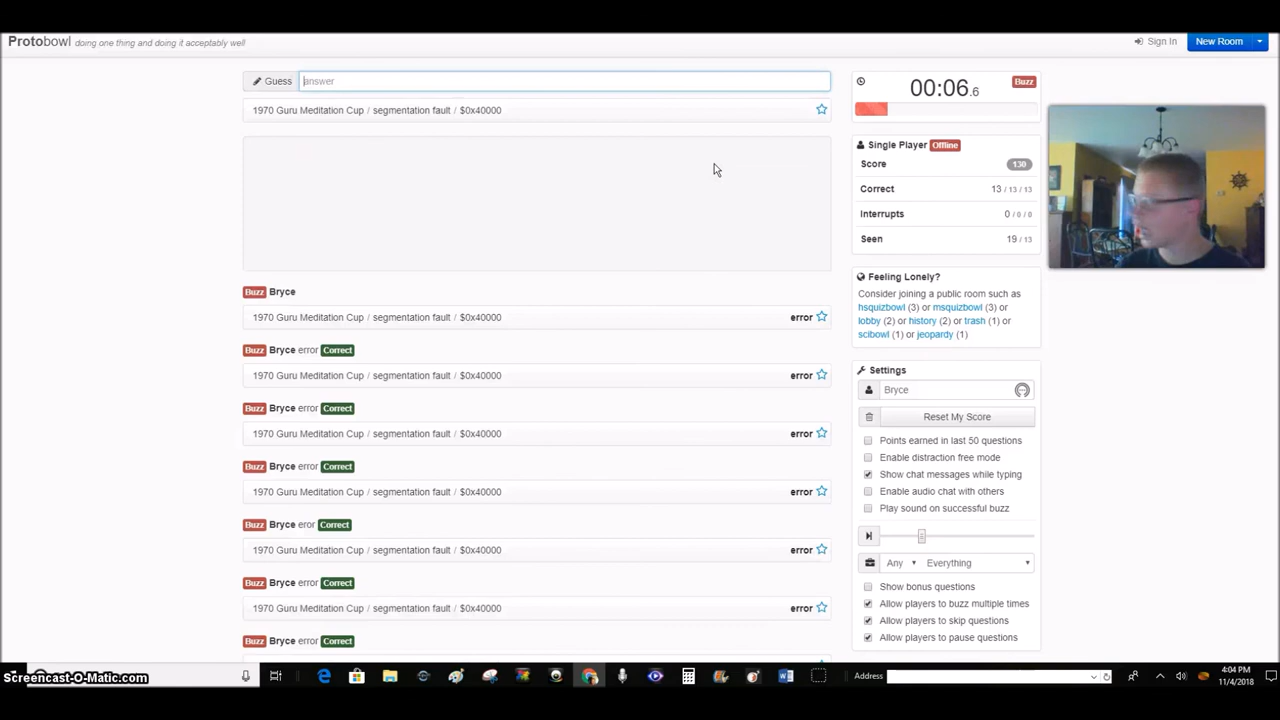 Protobowl doing one thing and doing it acceptably well
Sign In New Room
Guess answer
1970 Guru Meditation Cup / segmentation fault / $0x40000
Buzz Bryce
1970 Guru Meditation Cup / segmentation fault / $0x40000 error
Buzz Bryce error Correct
1970 Guru Meditation Cup / segmentation fault / $0x40000 error
Buzz Bryce error Correct
1970 Guru Meditation Cup / segmentation fault / $0x40000 error
Buzz Bryce error Correct
1970 Guru Meditation Cup / segmentation fault / $0x40000 error
Buzz Bryce eror Correct
1970 Guru Meditation Cup / segmentation fault / $0x40000 error
Buzz Bryce error Correct
1970 Guru Meditation Cup / segmentation fault / $0x40000 error
Buzz Bryce error Correct
00:06.6 Buzz
Single Player Offline
Score 130
Correct 13 / 13 / 13
Interrupts 0 / 0 / 0
Seen 19 / 13
Feeling Lonely?
Consider joining a public room such as
hsquizbowl (3) or msquizbowl (3) or
lobby (2) or history (2) or trash (1) or
scibowl (1) or jeopardy (1)
Settings
Bryce
Reset My Score
Points earned in last 50 questions
Enable distraction free mode
Show chat messages while typing
Enable audio chat with others
Play sound on successful buzz
Any Everything
Show bonus questions
Allow players to buzz multiple times
Allow players to skip questions
Allow players to pause questions
Screencast-O-Matic.com
Address
4:04 PM
11/4/2018